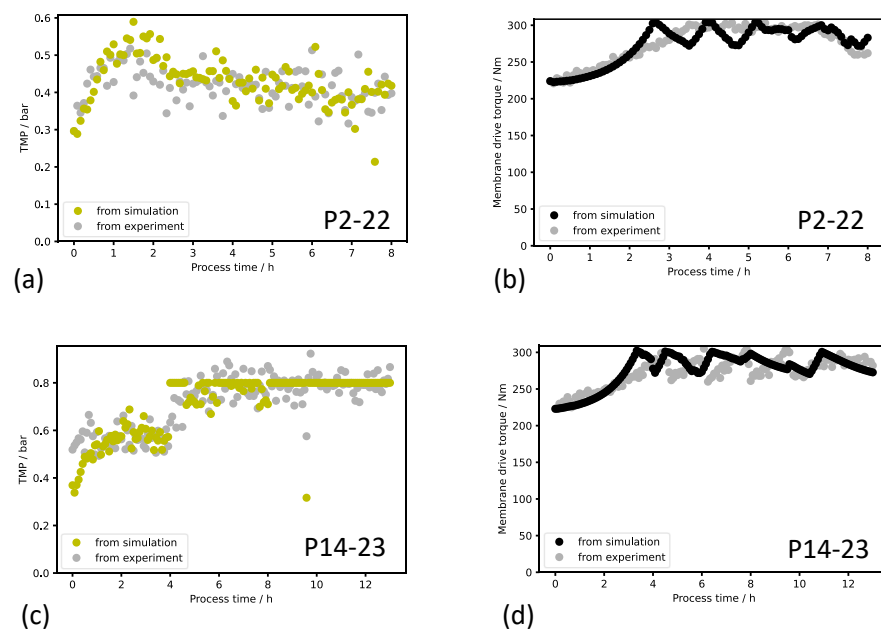 0.6
0.5
0.4
0.3
0.2
0.1
0.0
TMP / bar
from simulation
from experiment
P2-22
0 1 2 3 4 5 6 7 8
Process time / h
(a)
300
250
200
150
100
50
0
Membrane drive torque / Nm
from simulation
from experiment
P2-22
0 1 2 3 4 5 6 7 8
Process time / h
(b)
0.8
0.6
0.4
0.2
0.0
TMP / bar
from simulation
from experiment
P14-23
0 2 4 6 8 10 12
Process time / h
(c)
300
250
200
150
100
50
0
Membrane drive torque / Nm
from simulation
from experiment
P14-23
0 2 4 6 8 10 12
Process time / h
(d)